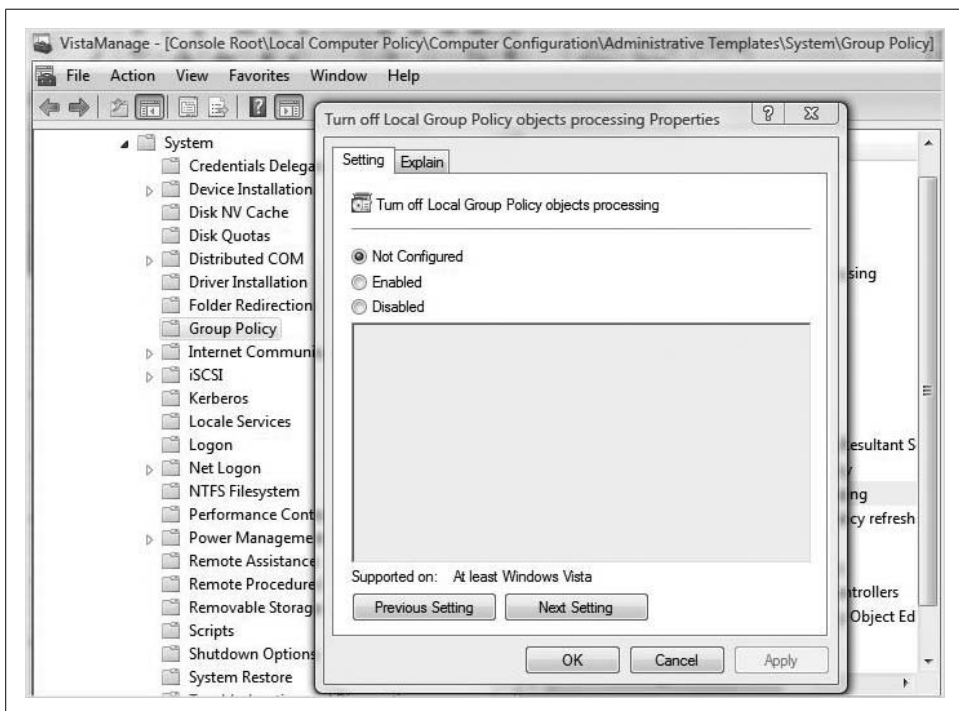 VistaManage - [Console Root\Local Computer Policy\Computer Configuration\Administrative Templates\System\Group Policy]
File Action View Favorites Window Help
System
Credentials Delega
Device Installation
Disk NV Cache
Disk Quotas
Distributed COM
Driver Installation
Folder Redirection
Group Policy
Internet Communi
iSCSI
Kerberos
Locale Services
Logon
Net Logon
NTFS Filesystem
Performance Cont
Power Manageme
Remote Assistance
Remote Procedure
Removable Storag
Scripts
Shutdown Options
System Restore
Turn off Local Group Policy objects processing Properties
Setting Explain
Turn off Local Group Policy objects processing
Not Configured
Enabled
Disabled
Supported on: At least Windows Vista
Previous Setting Next Setting
OK Cancel Apply
sing
esultant S
ng
cy refresh
ntrollers
Object Ed